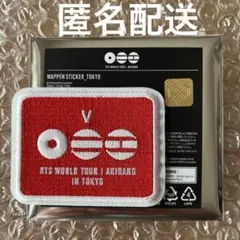 匿名配送
WAPPEN STICKER_TOKYO
V
BTS WORLD TOUR / ARIRANG
IN TOKYO